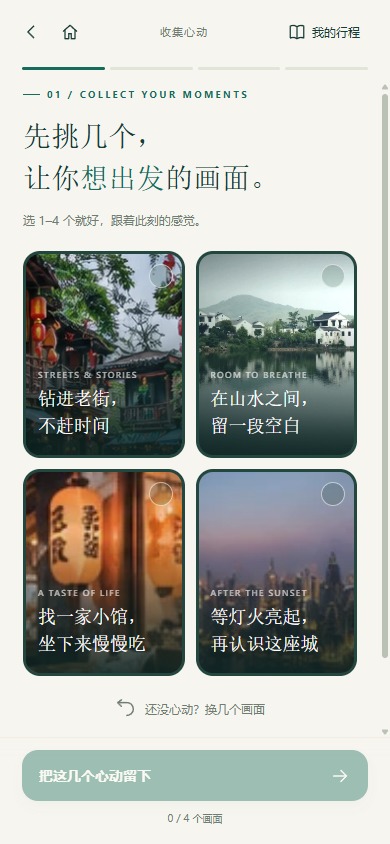 收集心动
我的行程
01 / COLLECT YOUR MOMENTS
先挑几个，
让你想出发的画面。
选 1–4 个就好，跟着此刻的感觉。
STREETS & STORIES
钻进老街，
不赶时间
ROOM TO BREATHE
在山水之间，
留一段空白
A TASTE OF LIFE
找一家小馆，
坐下来慢慢吃
AFTER THE SUNSET
等灯火亮起，
再认识这座城
还没心动？换几个画面
把这几个心动留下
0 / 4 个画面